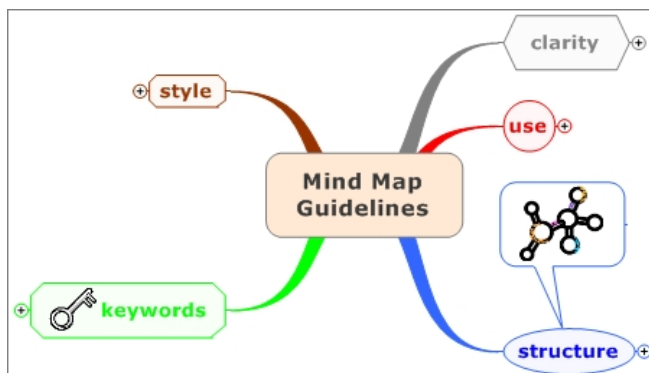 clarity
style
use
Mind Map
Guidelines
keywords
structure